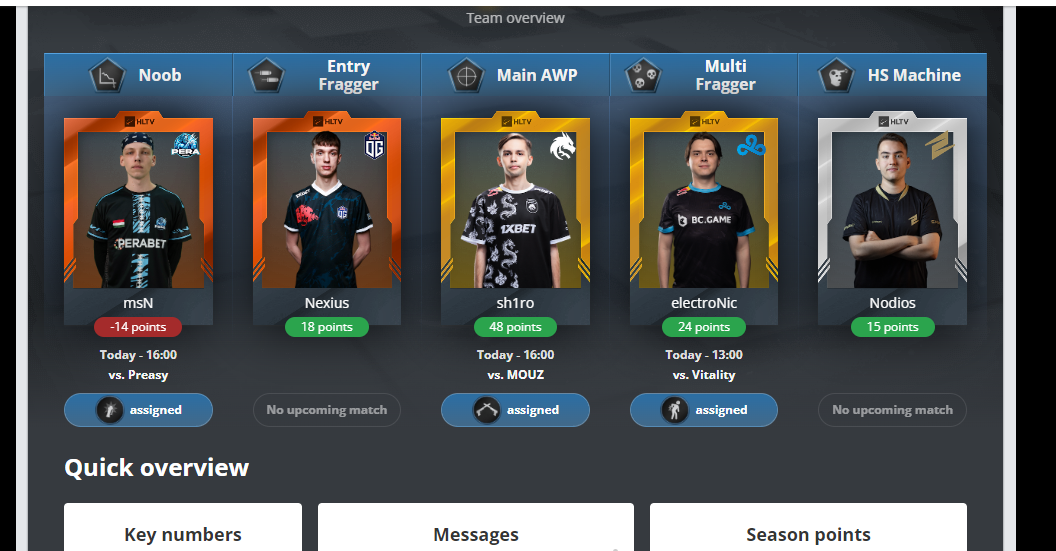 Team overview
Noob
Entry
Fragger
Main AWP
Multi
Fragger
HS Machine
HLTV
HLTV
HLTV
HLTV
HLTV
PERA
QG
PERABET
QG
1XBET
BC.GAME
msN
Nexius
sh1ro
electroNic
Nodios
-14 points
18 points
48 points
24 points
15 points
Today - 16:00
vs. Preasy
Today - 16:00
vs. MOUZ
Today - 13:00
vs. Vitality
assigned
No upcoming match
assigned
assigned
No upcoming match
Quick overview
Key numbers
Messages
Season points